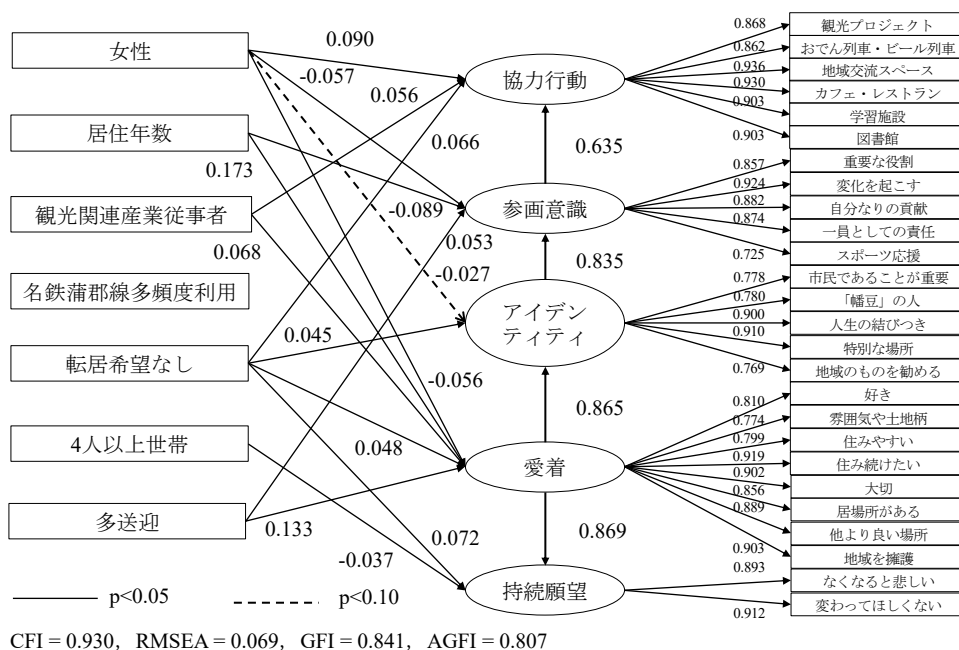 女性
居住年数
観光関連産業従事者
名鉄蒲郡線多頻度利用
転居希望なし
4人以上世帯
多送迎
0.090
-0.057
0.056
0.066
0.173
-0.089
0.053
0.068
-0.027
0.045
-0.056
0.048
0.133
0.072
-0.037
協力行動
0.635
参画意識
0.835
アイデン
ティティ
0.865
愛着
0.869
持続願望
0.868
観光プロジェクト
0.862
おでん列車・ビール列車
0.936
地域交流スペース
0.930
カフェ・レストラン
0.903
学習施設
0.903
図書館
0.857
重要な役割
0.924
変化を起こす
0.882
自分なりの貢献
0.874
一員としての責任
0.725
スポーツ応援
0.778
市民であることが重要
0.780
「幡豆」の人
0.900
人生の結びつき
0.910
特別な場所
0.769
地域のものを勧める
0.810
好き
0.774
雰囲気や土地柄
0.799
住みやすい
0.919
住み続けたい
0.902
大切
0.856
居場所がある
0.889
他より良い場所
0.903
地域を擁護
0.893
なくなると悲しい
0.912
変わってほしくない
p<0.05
p<0.10
CFI = 0.930, RMSEA = 0.069, GFI = 0.841, AGFI = 0.807